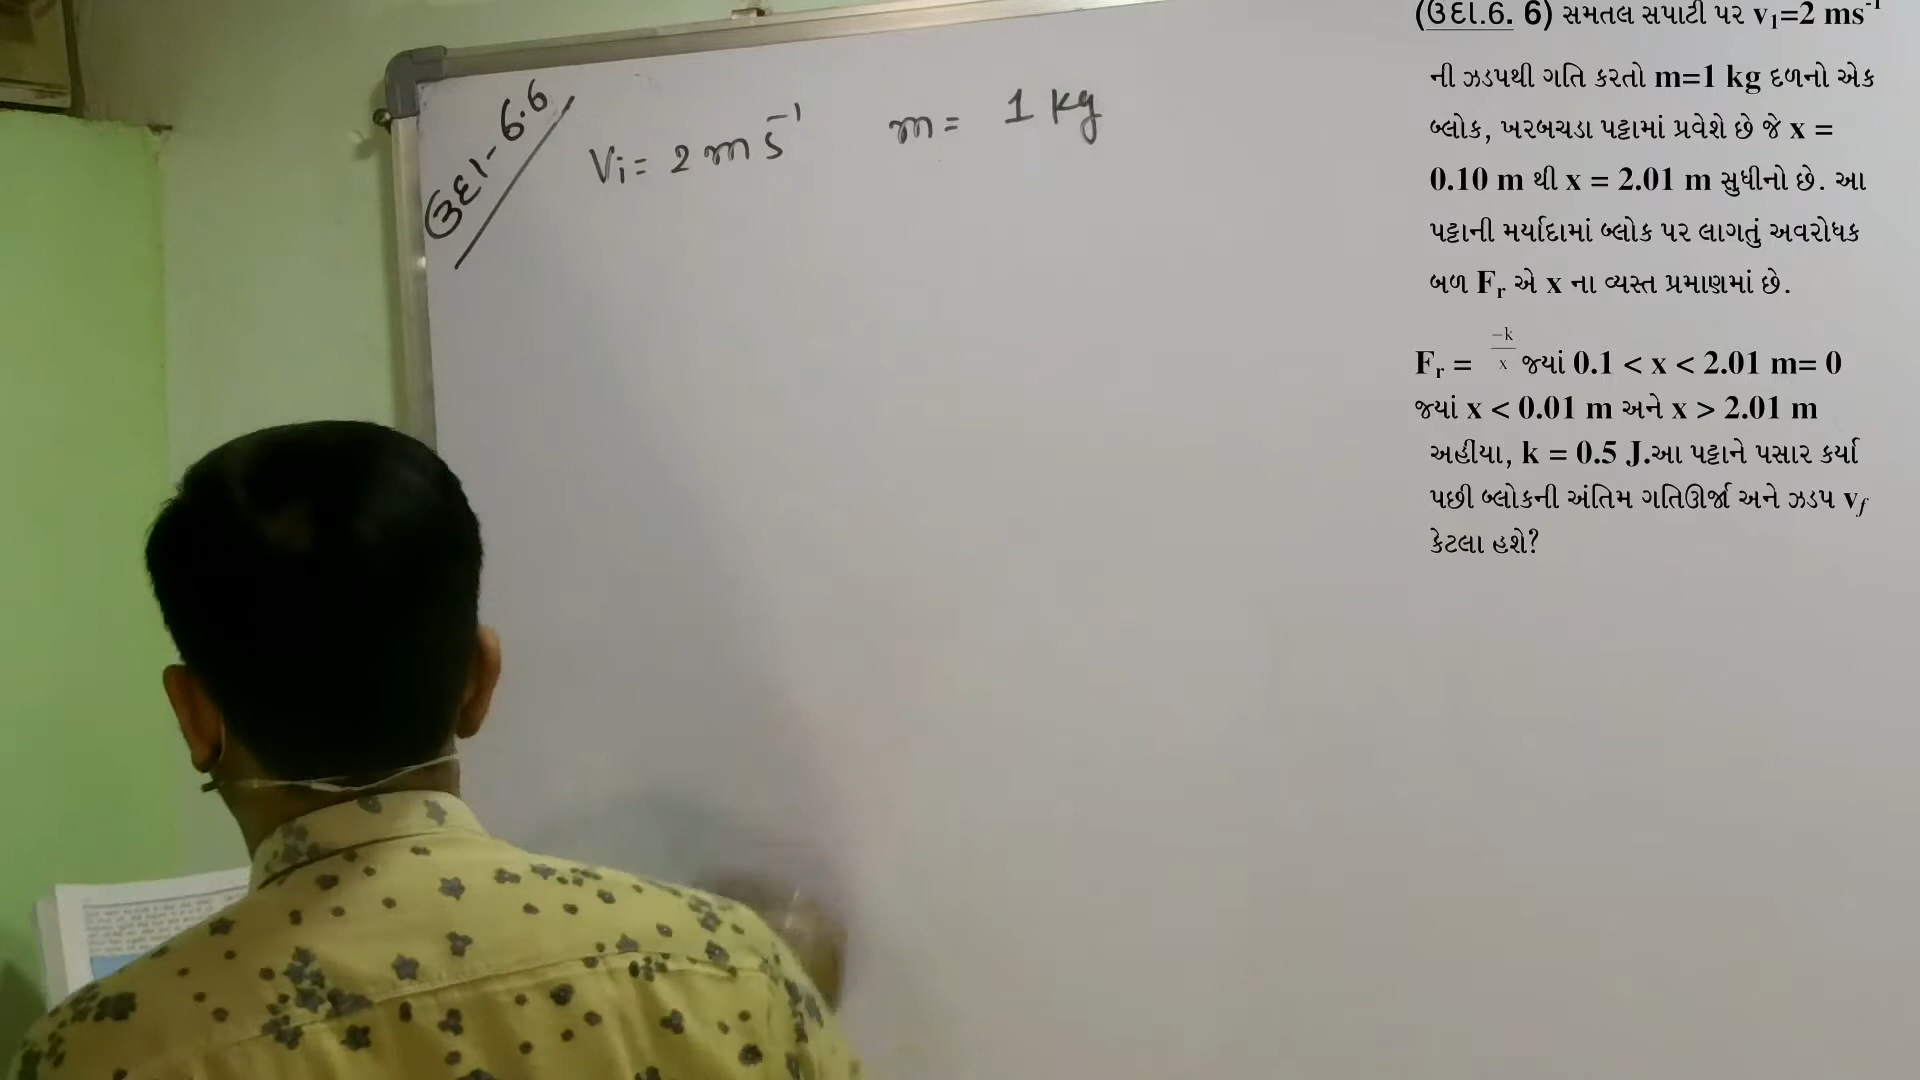 ઉદા-6.6
Vi = 2 m s⁻¹ m = 1 kg
(ઉદા.6. 6) સમતલ સપાટી પર v₁=2 ms⁻¹
ની ઝડપથી ગતિ કરતો m=1 kg દળનો એક
બ્લોક, ખરબચડા પટ્ટામાં પ્રવેશે છે જે x =
0.10 m થી x = 2.01 m સુધીનો છે. આ
પટ્ટાની મર્યાદામાં બ્લોક પર લાગતું અવરોધક
બળ Fᵣ એ x ના વ્યસ્ત પ્રમાણમાં છે.
Fᵣ = -k/x જ્યાં 0.1 < x < 2.01 m= 0
જ્યાં x < 0.01 m અને x > 2.01 m
અહીંયા, k = 0.5 J.આ પટ્ટાને પસાર કર્યા
પછી બ્લોકની અંતિમ ગતિઊર્જા અને ઝડપ v_f
કેટલા હશે?